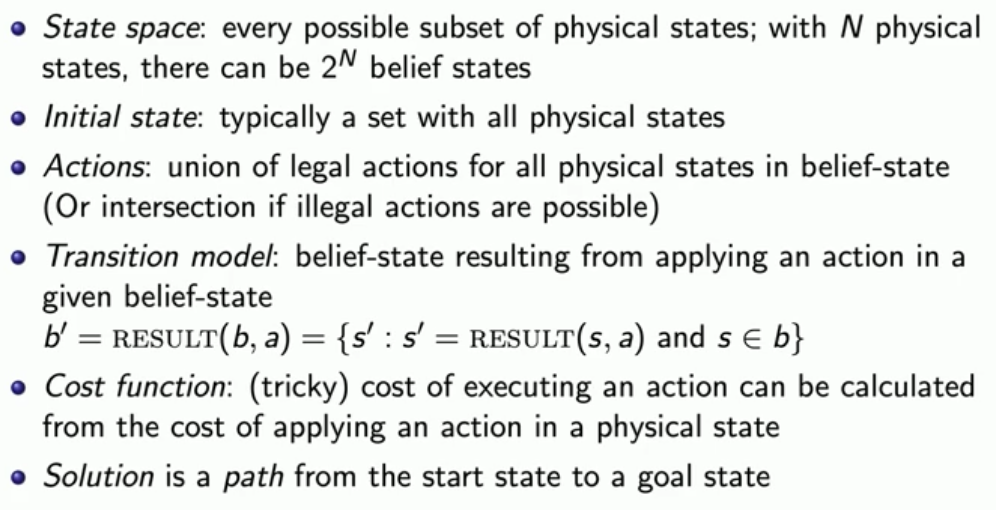 • State space: every possible subset of physical states; with N physical
states, there can be 2^N belief states
• Initial state: typically a set with all physical states
• Actions: union of legal actions for all physical states in belief-state
(Or intersection if illegal actions are possible)
• Transition model: belief-state resulting from applying an action in a
given belief-state
b′ = RESULT(b, a) = {s′ : s′ = RESULT(s, a) and s ∈ b}
• Cost function: (tricky) cost of executing an action can be calculated
from the cost of applying an action in a physical state
• Solution is a path from the start state to a goal state